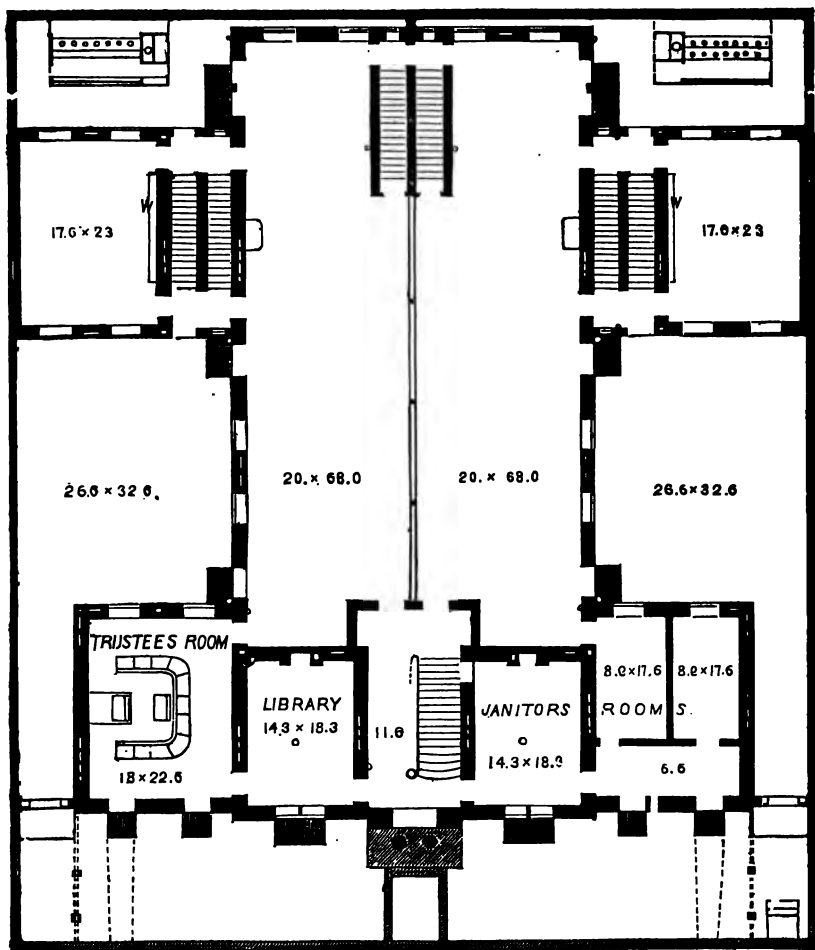 W
W
17.6 × 23
17.6 × 23
26.6 × 32.6.
20. × 68.0
20. × 68.0
26.6 × 32.6
TRUSTEES ROOM
18 × 22.6
LIBRARY
14.3 × 18.3
11.6
JANITORS
14.3 × 18.3
ROOMS.
8.2 × 17.6
8.2 × 17.6
6.6